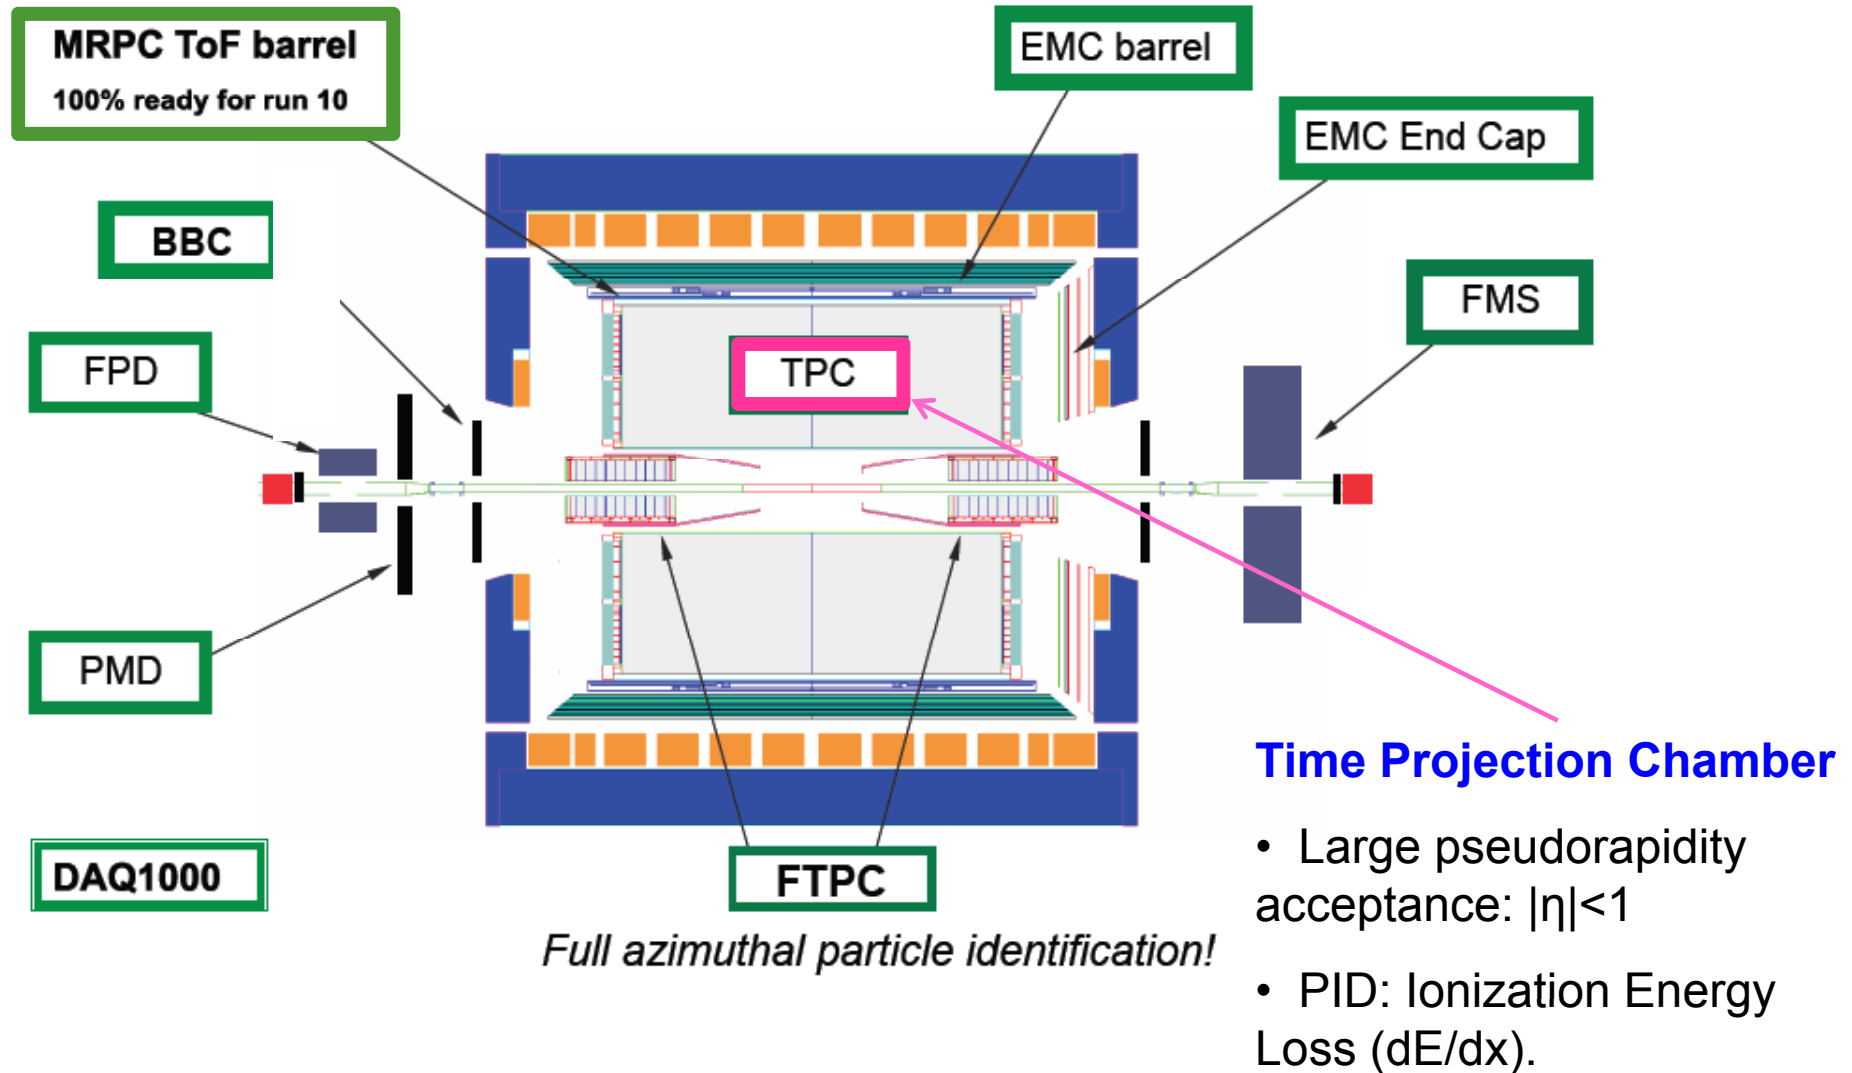 MRPC ToF barrel
100% ready for run 10
EMC barrel
EMC End Cap
BBC
FMS
FPD
TPC
PMD
Time Projection Chamber
• Large pseudorapidity
acceptance: |η|<1
DAQ1000
FTPC
Full azimuthal particle identification!
• PID: Ionization Energy
Loss (dE/dx).